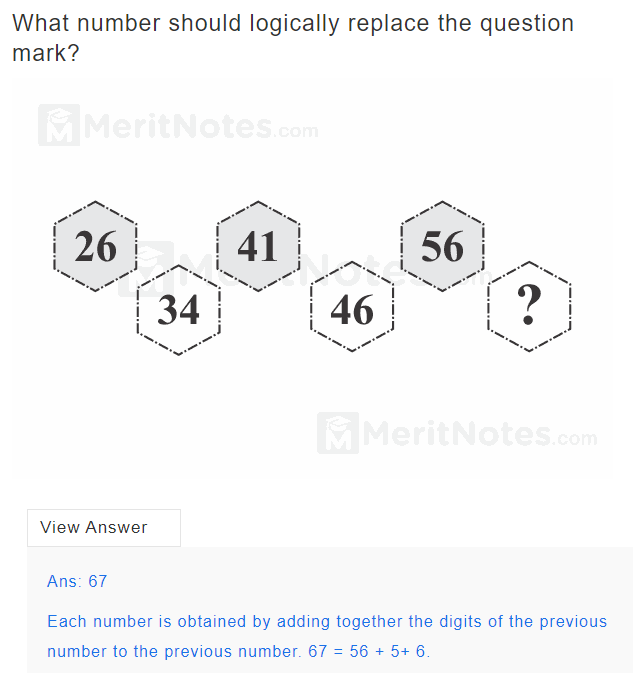 What number should logically replace the question
mark?
MeritNotes.com
26 41 56
34 46 ?
MeritNotes.com
View Answer
Ans: 67
Each number is obtained by adding together the digits of the previous
number to the previous number. 67 = 56 + 5+ 6.